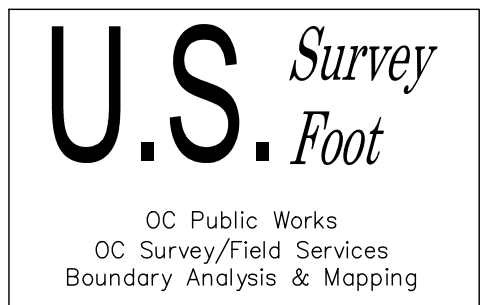 U.S. Survey
Foot
OC Public Works
OC Survey/Field Services
Boundary Analysis & Mapping